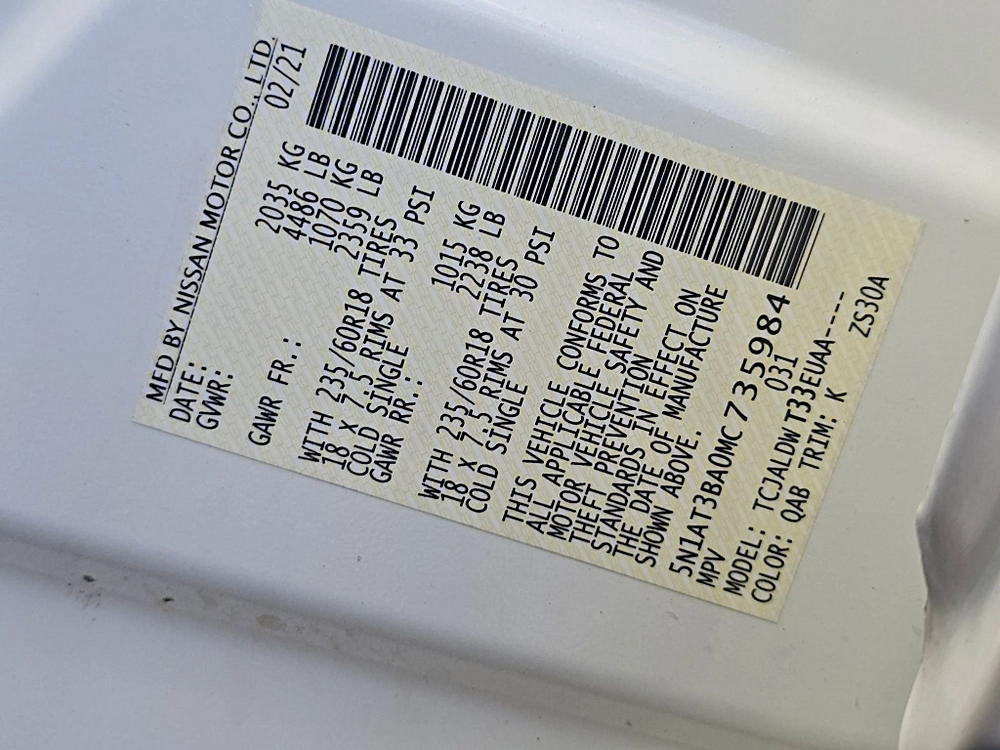 MFD BY NISSAN MOTOR CO., LTD.
DATE: 02/21
GVWR: 2035 KG
4486 LB
GAWR FR.: 1070 KG
2359 LB
WITH 235/60R18 TIRES
18 X 7.5 RIMS AT 33 PSI
COLD SINGLE
GAWR RR.: 1015 KG
2238 LB
WITH 235/60R18 TIRES
18 X 7.5 RIMS AT 30 PSI
COLD SINGLE
THIS VEHICLE CONFORMS TO
ALL APPLICABLE FEDERAL
MOTOR VEHICLE SAFETY AND
THEFT PREVENTION
STANDARDS IN EFFECT ON
THE DATE OF MANUFACTURE
SHOWN ABOVE.
5N1AT3BA0MC735984
MPV 031
MODEL: TCJALDW T33EUAA----
COLOR: QAB TRIM: K ZS30A